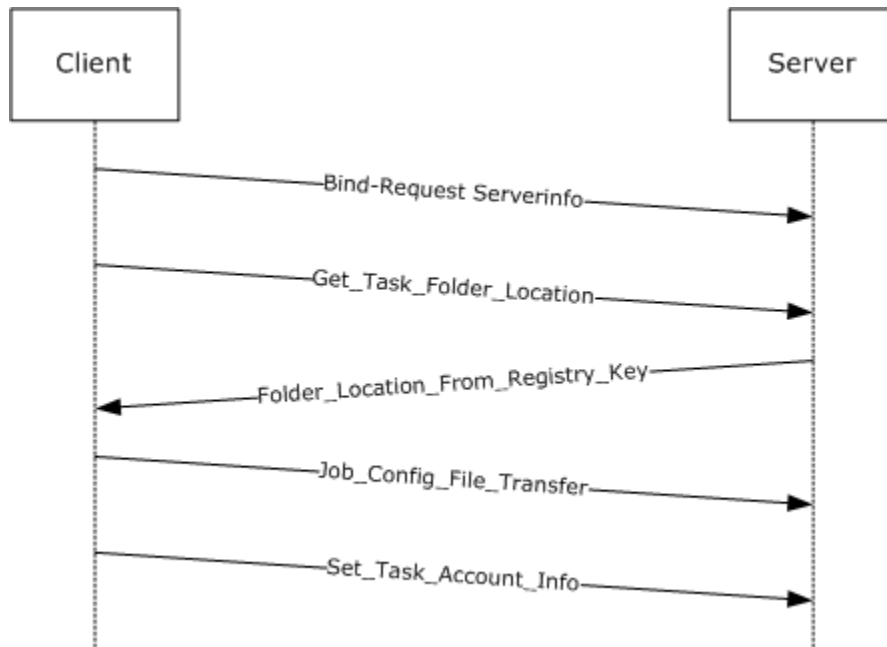 Client
Server
Bind-Request Serverinfo
Get_Task_Folder_Location
Folder_Location_From_Registry_Key
Job_Config_File_Transfer
Set_Task_Account_Info